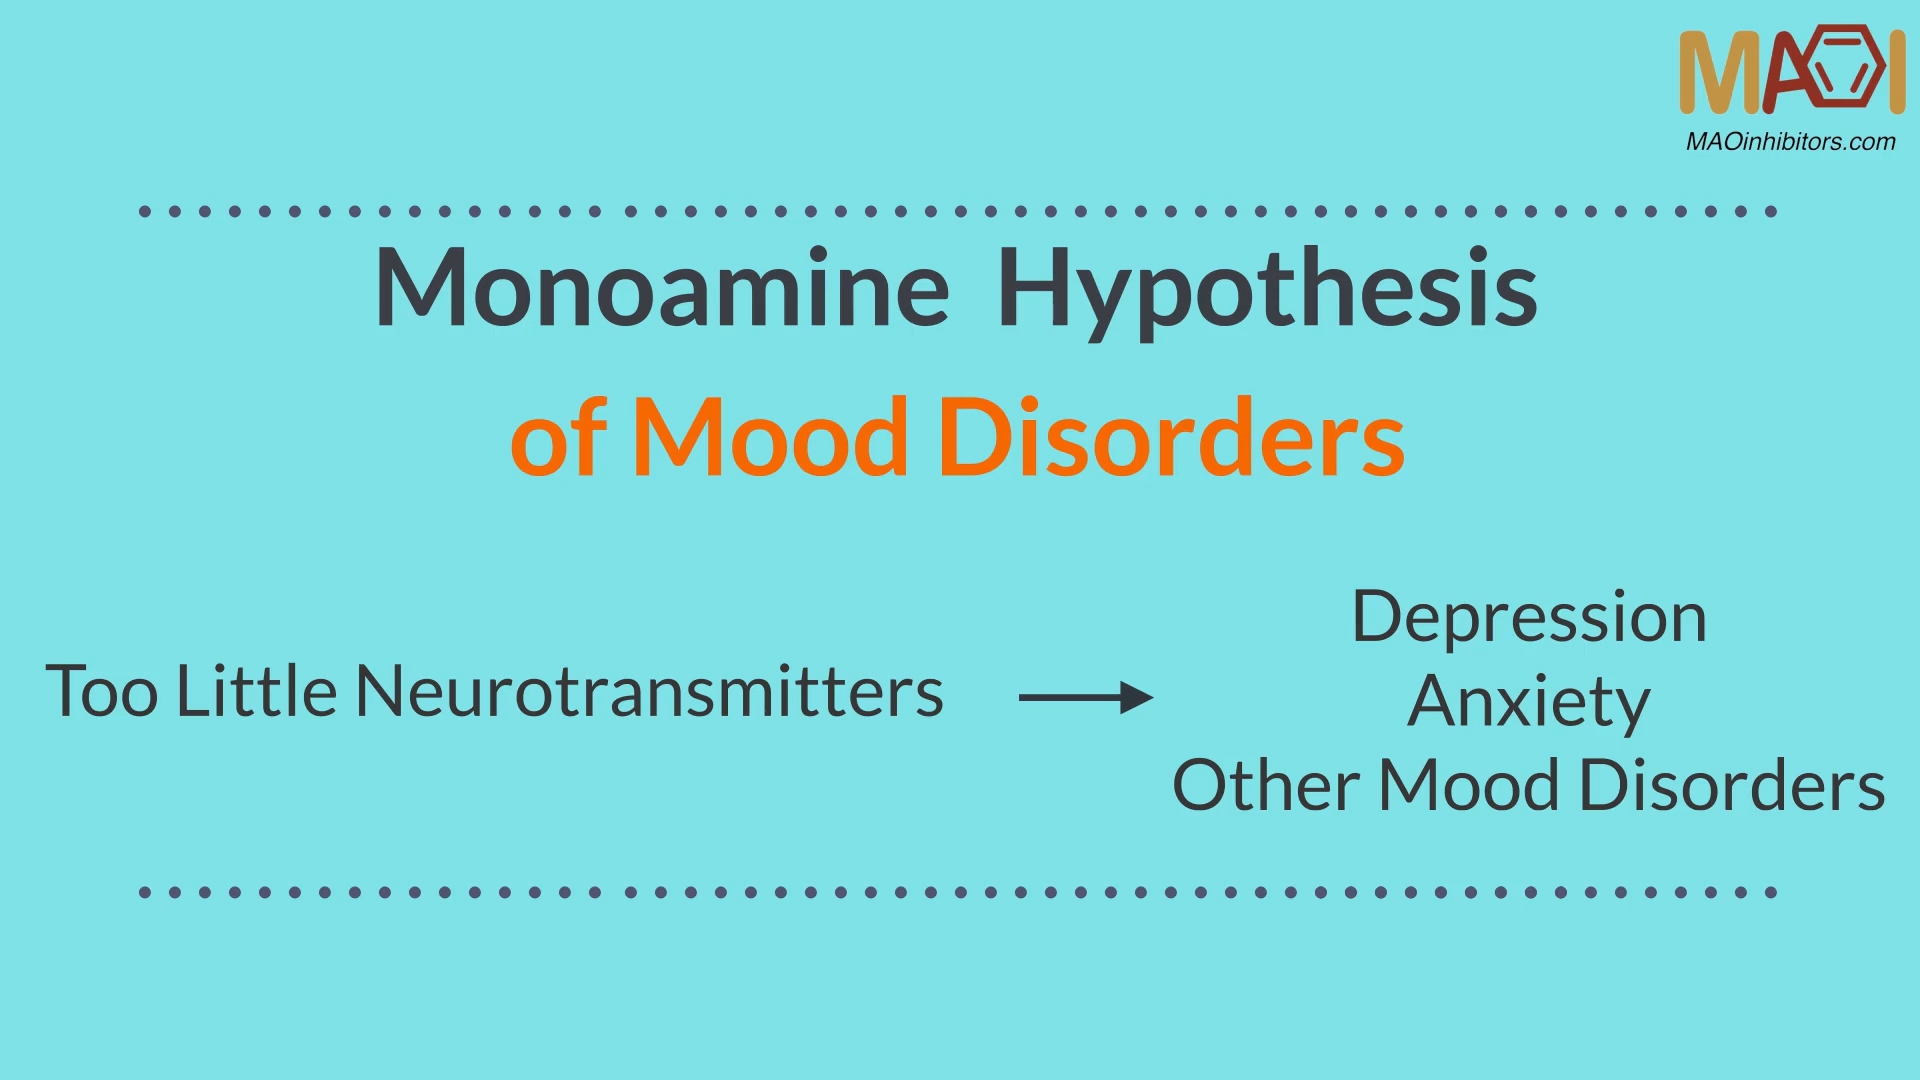 MAOI
MAOinhibitors.com
Monoamine Hypothesis
of Mood Disorders
Too Little Neurotransmitters
Depression
Anxiety
Other Mood Disorders